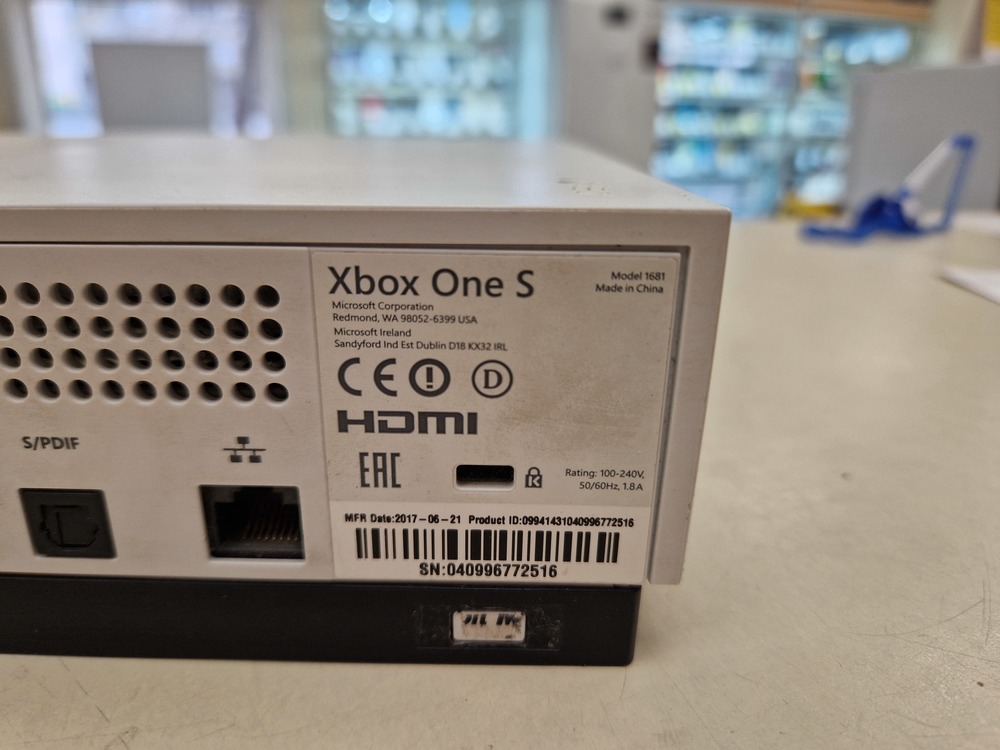 Xbox One S
Model 1681
Made in China
Microsoft Corporation
Redmond, WA 98052-6399 USA
Microsoft Ireland
Sandyford Ind Est Dublin D18 KX32 IRL
CE D
HDMI
EAC
K
Rating: 100-240V,
50/60Hz, 1.8A
S/PDIF
MFR Date:2017-06-21 Product ID:09941431040996772516
SN:040996772516